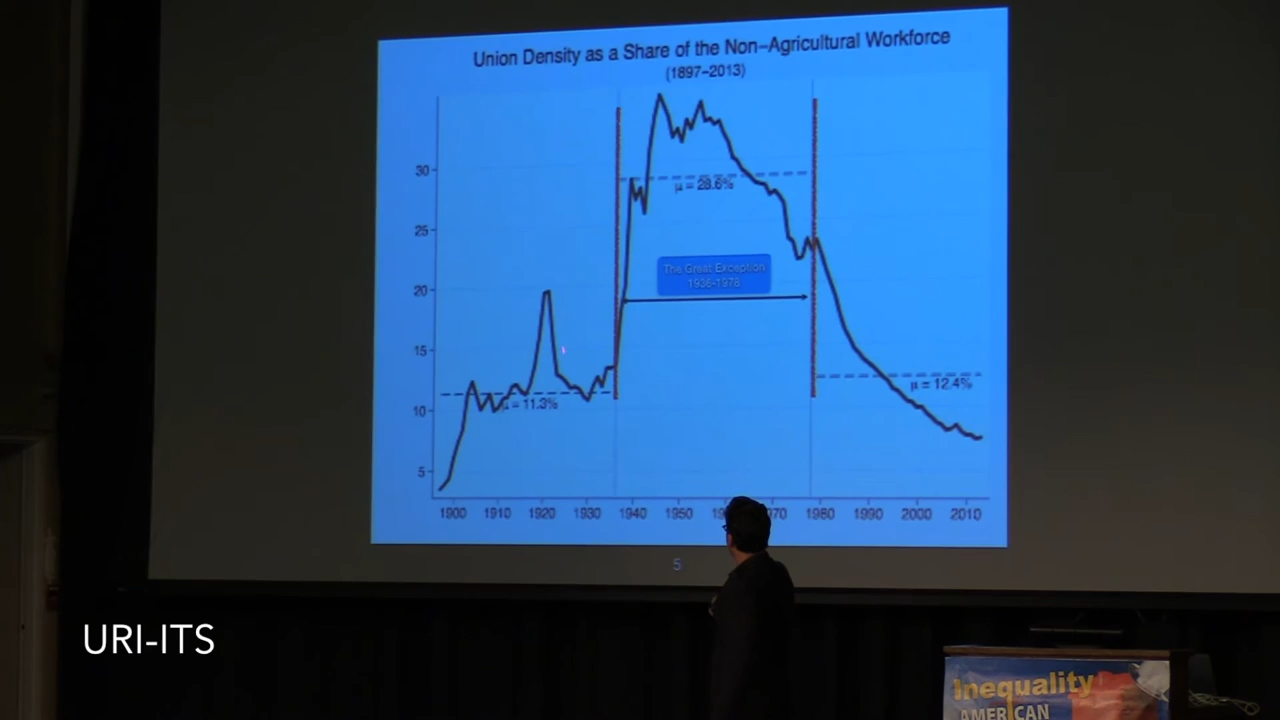 Union Density as a Share of the Non-Agricultural Workforce
(1897-2013)
30
25
20
15
10
5
μ = 11.3%
μ = 28.6%
μ = 12.4%
The Great Exception
1936-1978
1900 1910 1920 1930 1940 1950 1980 1990 2000 2010
5
URI-ITS
Inequality
AMERICAN